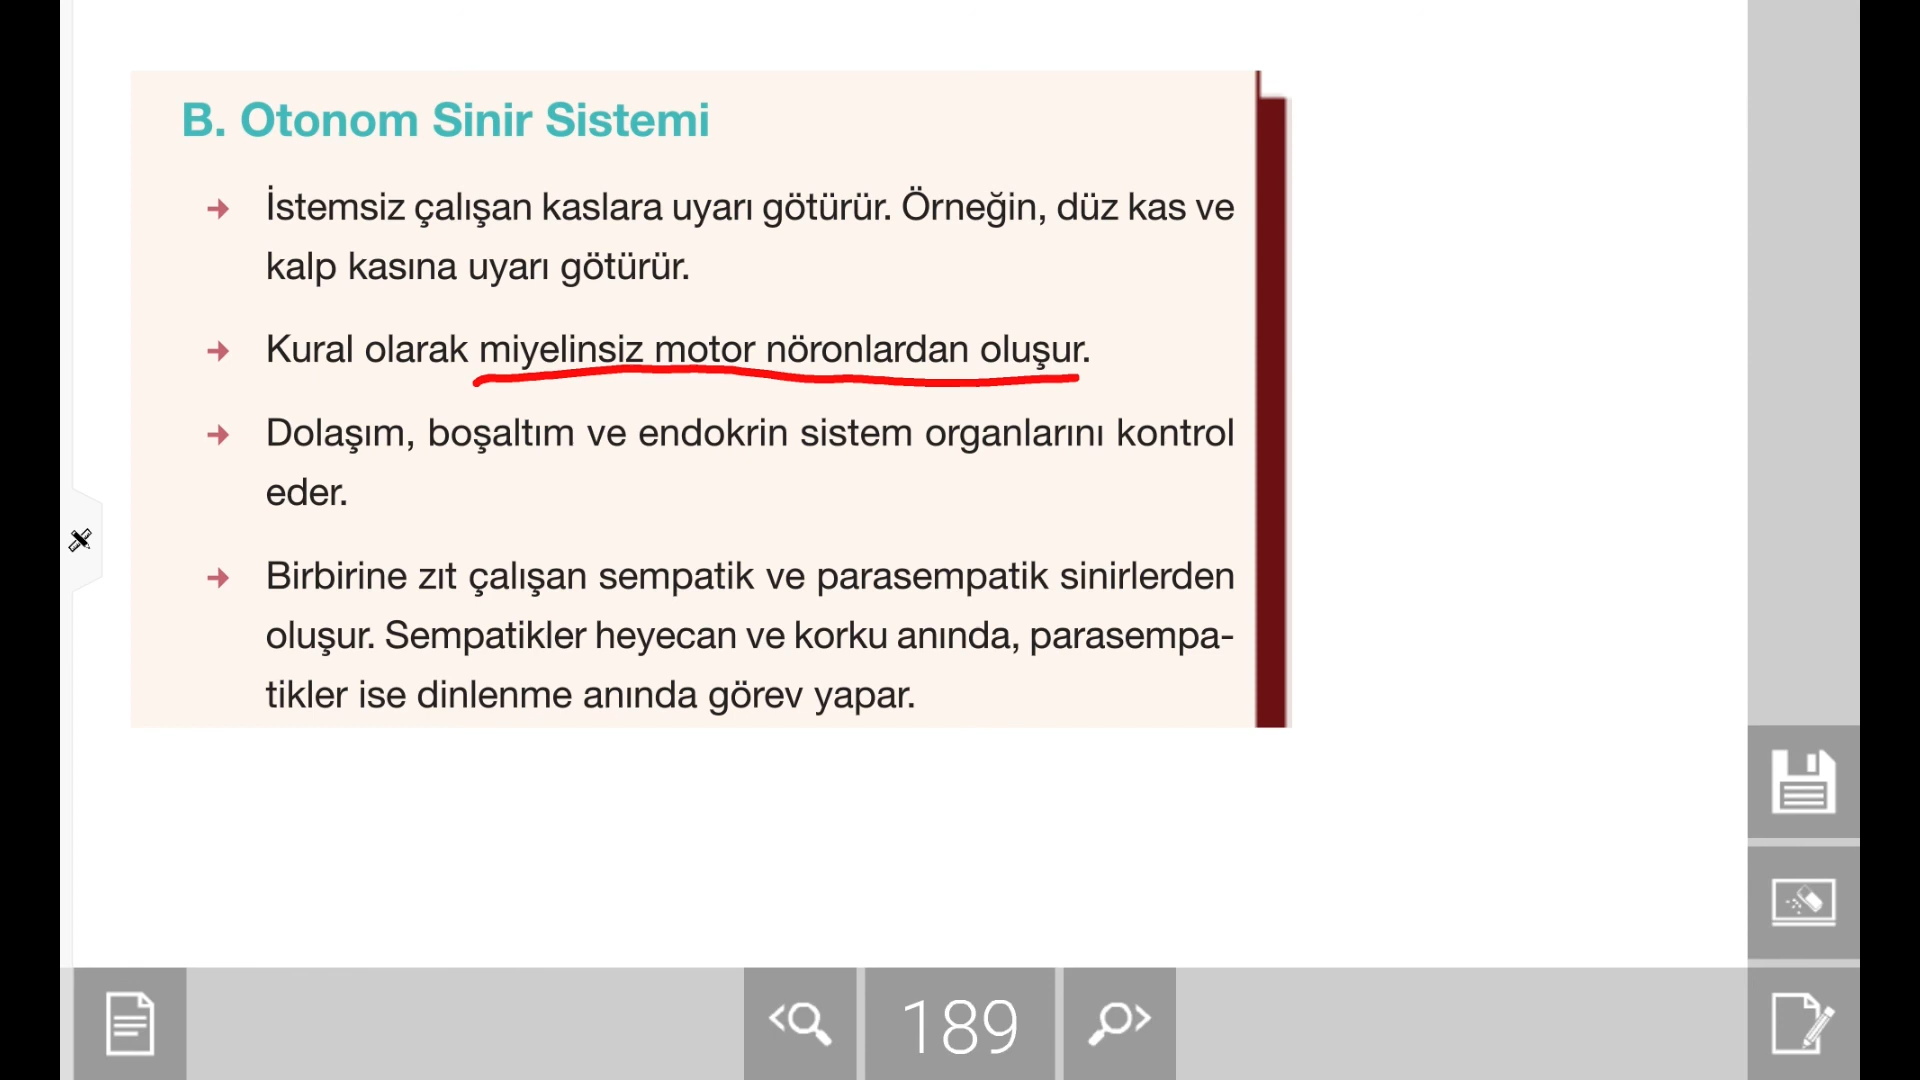 B. Otonom Sinir Sistemi
İstemsiz çalışan kaslara uyarı götürür. Örneğin, düz kas ve
kalp kasına uyarı götürür.
Kural olarak miyelinsiz motor nöronlardan oluşur.
Dolaşım, boşaltım ve endokrin sistem organlarını kontrol
eder.
Birbirine zıt çalışan sempatik ve parasempatik sinirlerden
oluşur. Sempatikler heyecan ve korku anında, parasempa-
tikler ise dinlenme anında görev yapar.
189